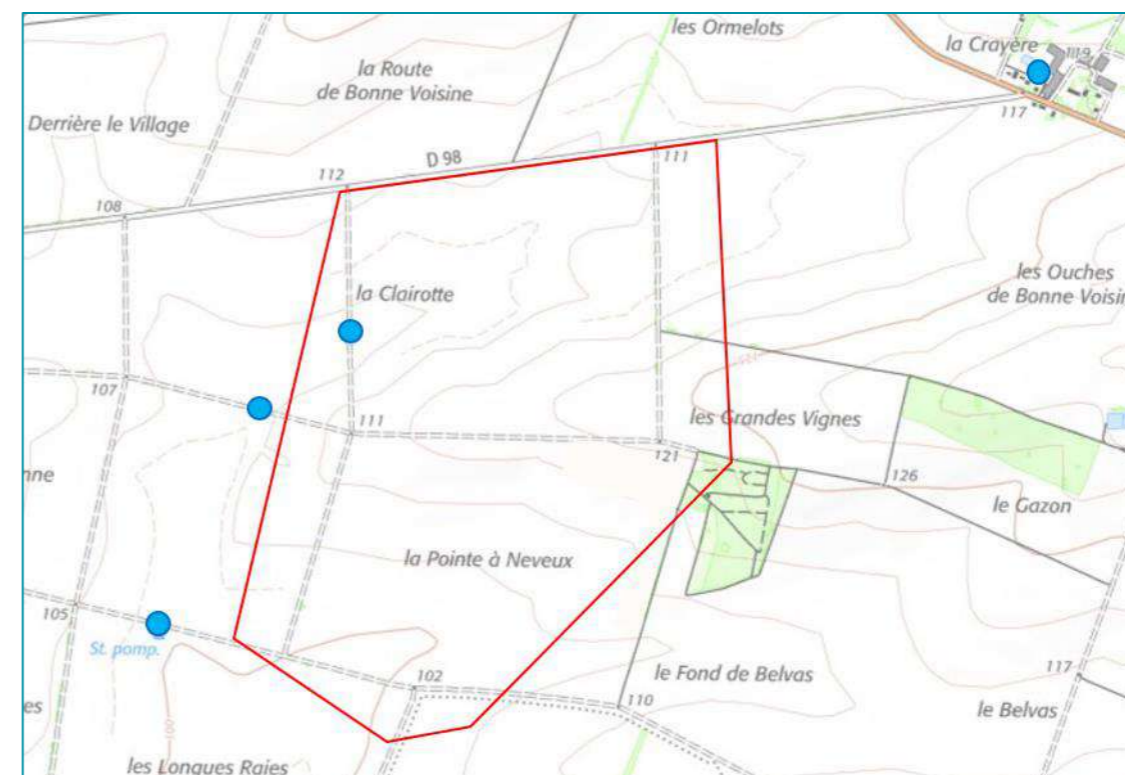 les Ormelots
la Crayère
119
la Route
de Bonne Voisine
117
Derrière le Village
D 98
111
112
108
les Ouches
de Bonne Voisin
la Clairotte
125
107
111
les Grandes Vignes
121
nne
126
le Gazon
la Pointe à Neveux
105
St. pomp.
102
le Fond de Belvas
117
110
le Belvas
es
100
les Longues Raies